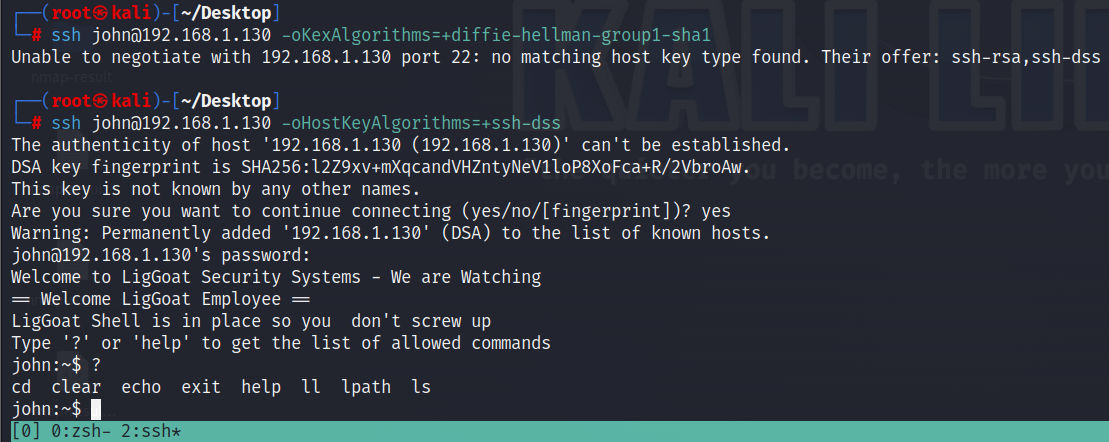 ┌──(root㉿kali)-[~/Desktop]
└─# ssh john@192.168.1.130 -oKexAlgorithms=+diffie-hellman-group1-sha1
Unable to negotiate with 192.168.1.130 port 22: no matching host key type found. Their offer: ssh-rsa,ssh-dss
nmap-result
┌──(root㉿kali)-[~/Desktop]
└─# ssh john@192.168.1.130 -oHostKeyAlgorithms=+ssh-dss
The authenticity of host '192.168.1.130 (192.168.1.130)' can't be established.
DSA key fingerprint is SHA256:l2Z9xv+mXqcandVHZntyNeV1loP8XoFca+R/2VbroAw.
This key is not known by any other names.
Are you sure you want to continue connecting (yes/no/[fingerprint])? yes
Warning: Permanently added '192.168.1.130' (DSA) to the list of known hosts.
john@192.168.1.130's password:
Welcome to LigGoat Security Systems - We are Watching
== Welcome LigGoat Employee ==
LigGoat Shell is in place so you  don't screw up
Type '?' or 'help' to get the list of allowed commands
john:~$ ?
cd  clear  echo  exit  help  ll  lpath  ls
john:~$
[0] 0:zsh- 2:ssh*
KALI LI
you become, the more you